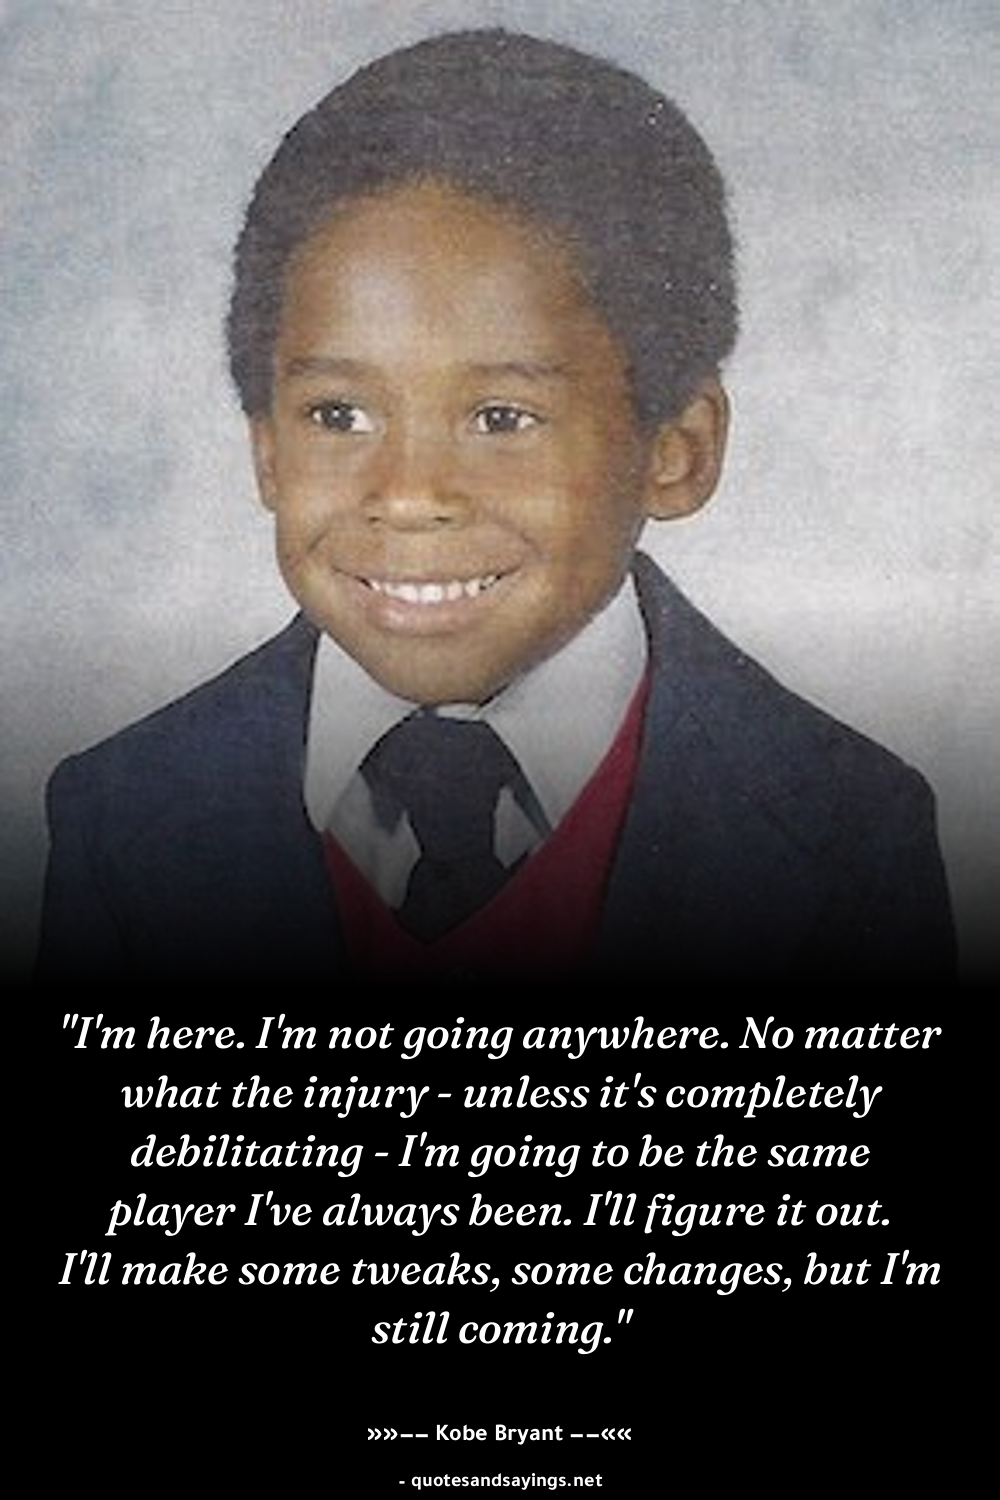 "I'm here. I'm not going anywhere. No matter
what the injury - unless it's completely
debilitating - I'm going to be the same
player I've always been. I'll figure it out.
I'll make some tweaks, some changes, but I'm
still coming."
»»–– Kobe Bryant ––««
- quotesandsayings.net